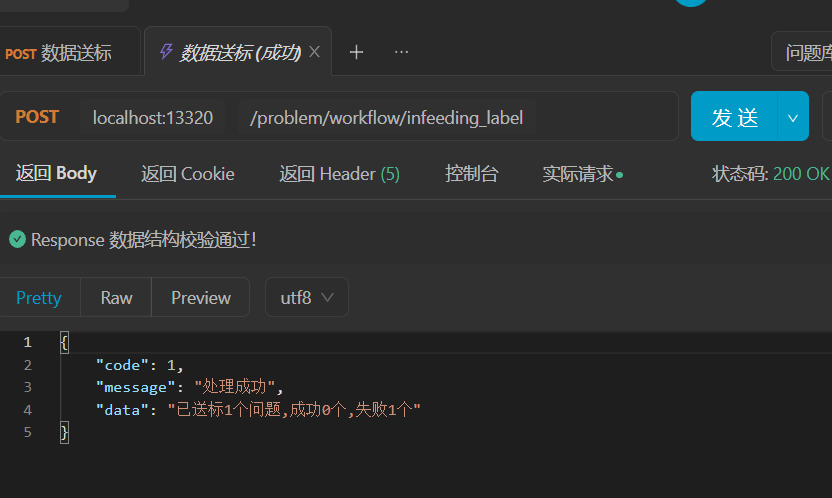 POST 数据送标 数据送标 (成功) 问题库
POST localhost:13320 /problem/workflow/infeeding_label 发 送
返回 Body 返回 Cookie 返回 Header (5) 控制台 实际请求 状态码: 200 OK
Response 数据结构校验通过!
Pretty Raw Preview utf8
1 {
2 "code": 1,
3 "message": "处理成功",
4 "data": "已送标1个问题,成功0个,失败1个"
5 }